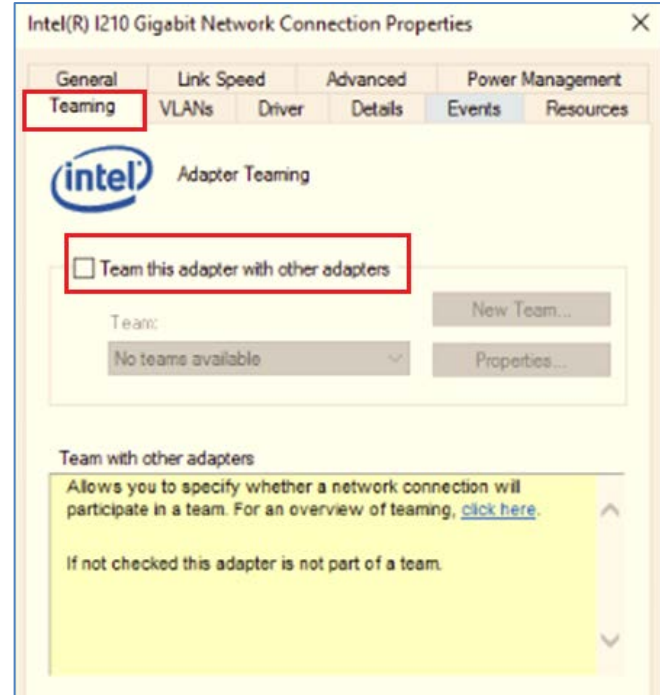 Intel(R) I210 Gigabit Network Connection Properties
General Link Speed Advanced Power Management
Teaming VLANs Driver Details Events Resources
intel Adapter Teaming
Team this adapter with other adapters
New Team...
Team:
No teams available Properties...
Team with other adapters
Allows you to specify whether a network connection will
participate in a team. For an overview of teaming, click here.
If not checked this adapter is not part of a team.